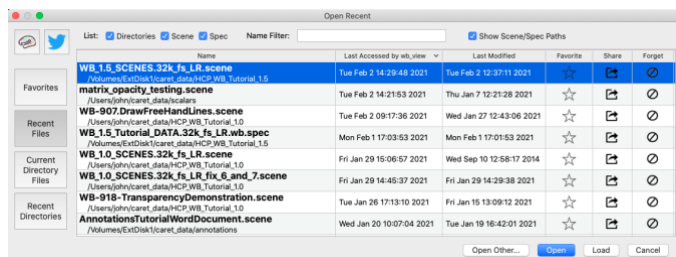 Open Recent
List: Directories Scene Spec Name Filter: Show Scene/Spec Paths
Name Last Accessed by wb_view Last Modified Favorite Share Forget
WB_1.5_SCENES.32k_fs_LR.scene Tue Feb 2 14:29:48 2021 Tue Feb 2 12:37:11 2021
/Volumes/ExtDisk1/caret_data/HCP_WB_Tutorial_1.5
matrix_opacity_testing.scene Tue Feb 2 14:21:53 2021 Thu Jan 7 12:21:28 2021
/Users/john/caret_data/scalars
WB-907.DrawFreeHandLines.scene Tue Feb 2 09:17:36 2021 Wed Jan 27 12:43:06 2021
/Users/john/caret_data/HCP_WB_Tutorial_1.0
WB_1.5_Tutorial_DATA.32k_fs_LR.wb.spec Mon Feb 1 17:03:53 2021 Mon Feb 1 17:01:53 2021
/Volumes/ExtDisk1/caret_data/HCP_WB_Tutorial_1.5
WB_1.0_SCENES.32k_fs_LR.scene Fri Jan 29 15:06:57 2021 Wed Sep 10 12:58:17 2014
/Users/john/caret_data/HCP_WB_Tutorial_1.0
WB_1.0_SCENES.32k_fs_LR_fix_6_and_7.scene Fri Jan 29 14:45:37 2021 Fri Jan 29 14:29:38 2021
/Users/john/caret_data/HCP_WB_Tutorial_1.0
WB-918-TransparencyDemonstration.scene Tue Jan 26 17:13:10 2021 Fri Jan 15 13:09:12 2021
/Users/john/caret_data/HCP_WB_Tutorial_1.0
AnnotationsTutorialWordDocument.scene Wed Jan 20 10:07:04 2021 Tue Jan 19 16:42:01 2021
/Volumes/ExtDisk1/caret_data/annotations
Favorites
Recent
Files
Current
Directory
Files
Recent
Directories
Open Other... Open Load Cancel